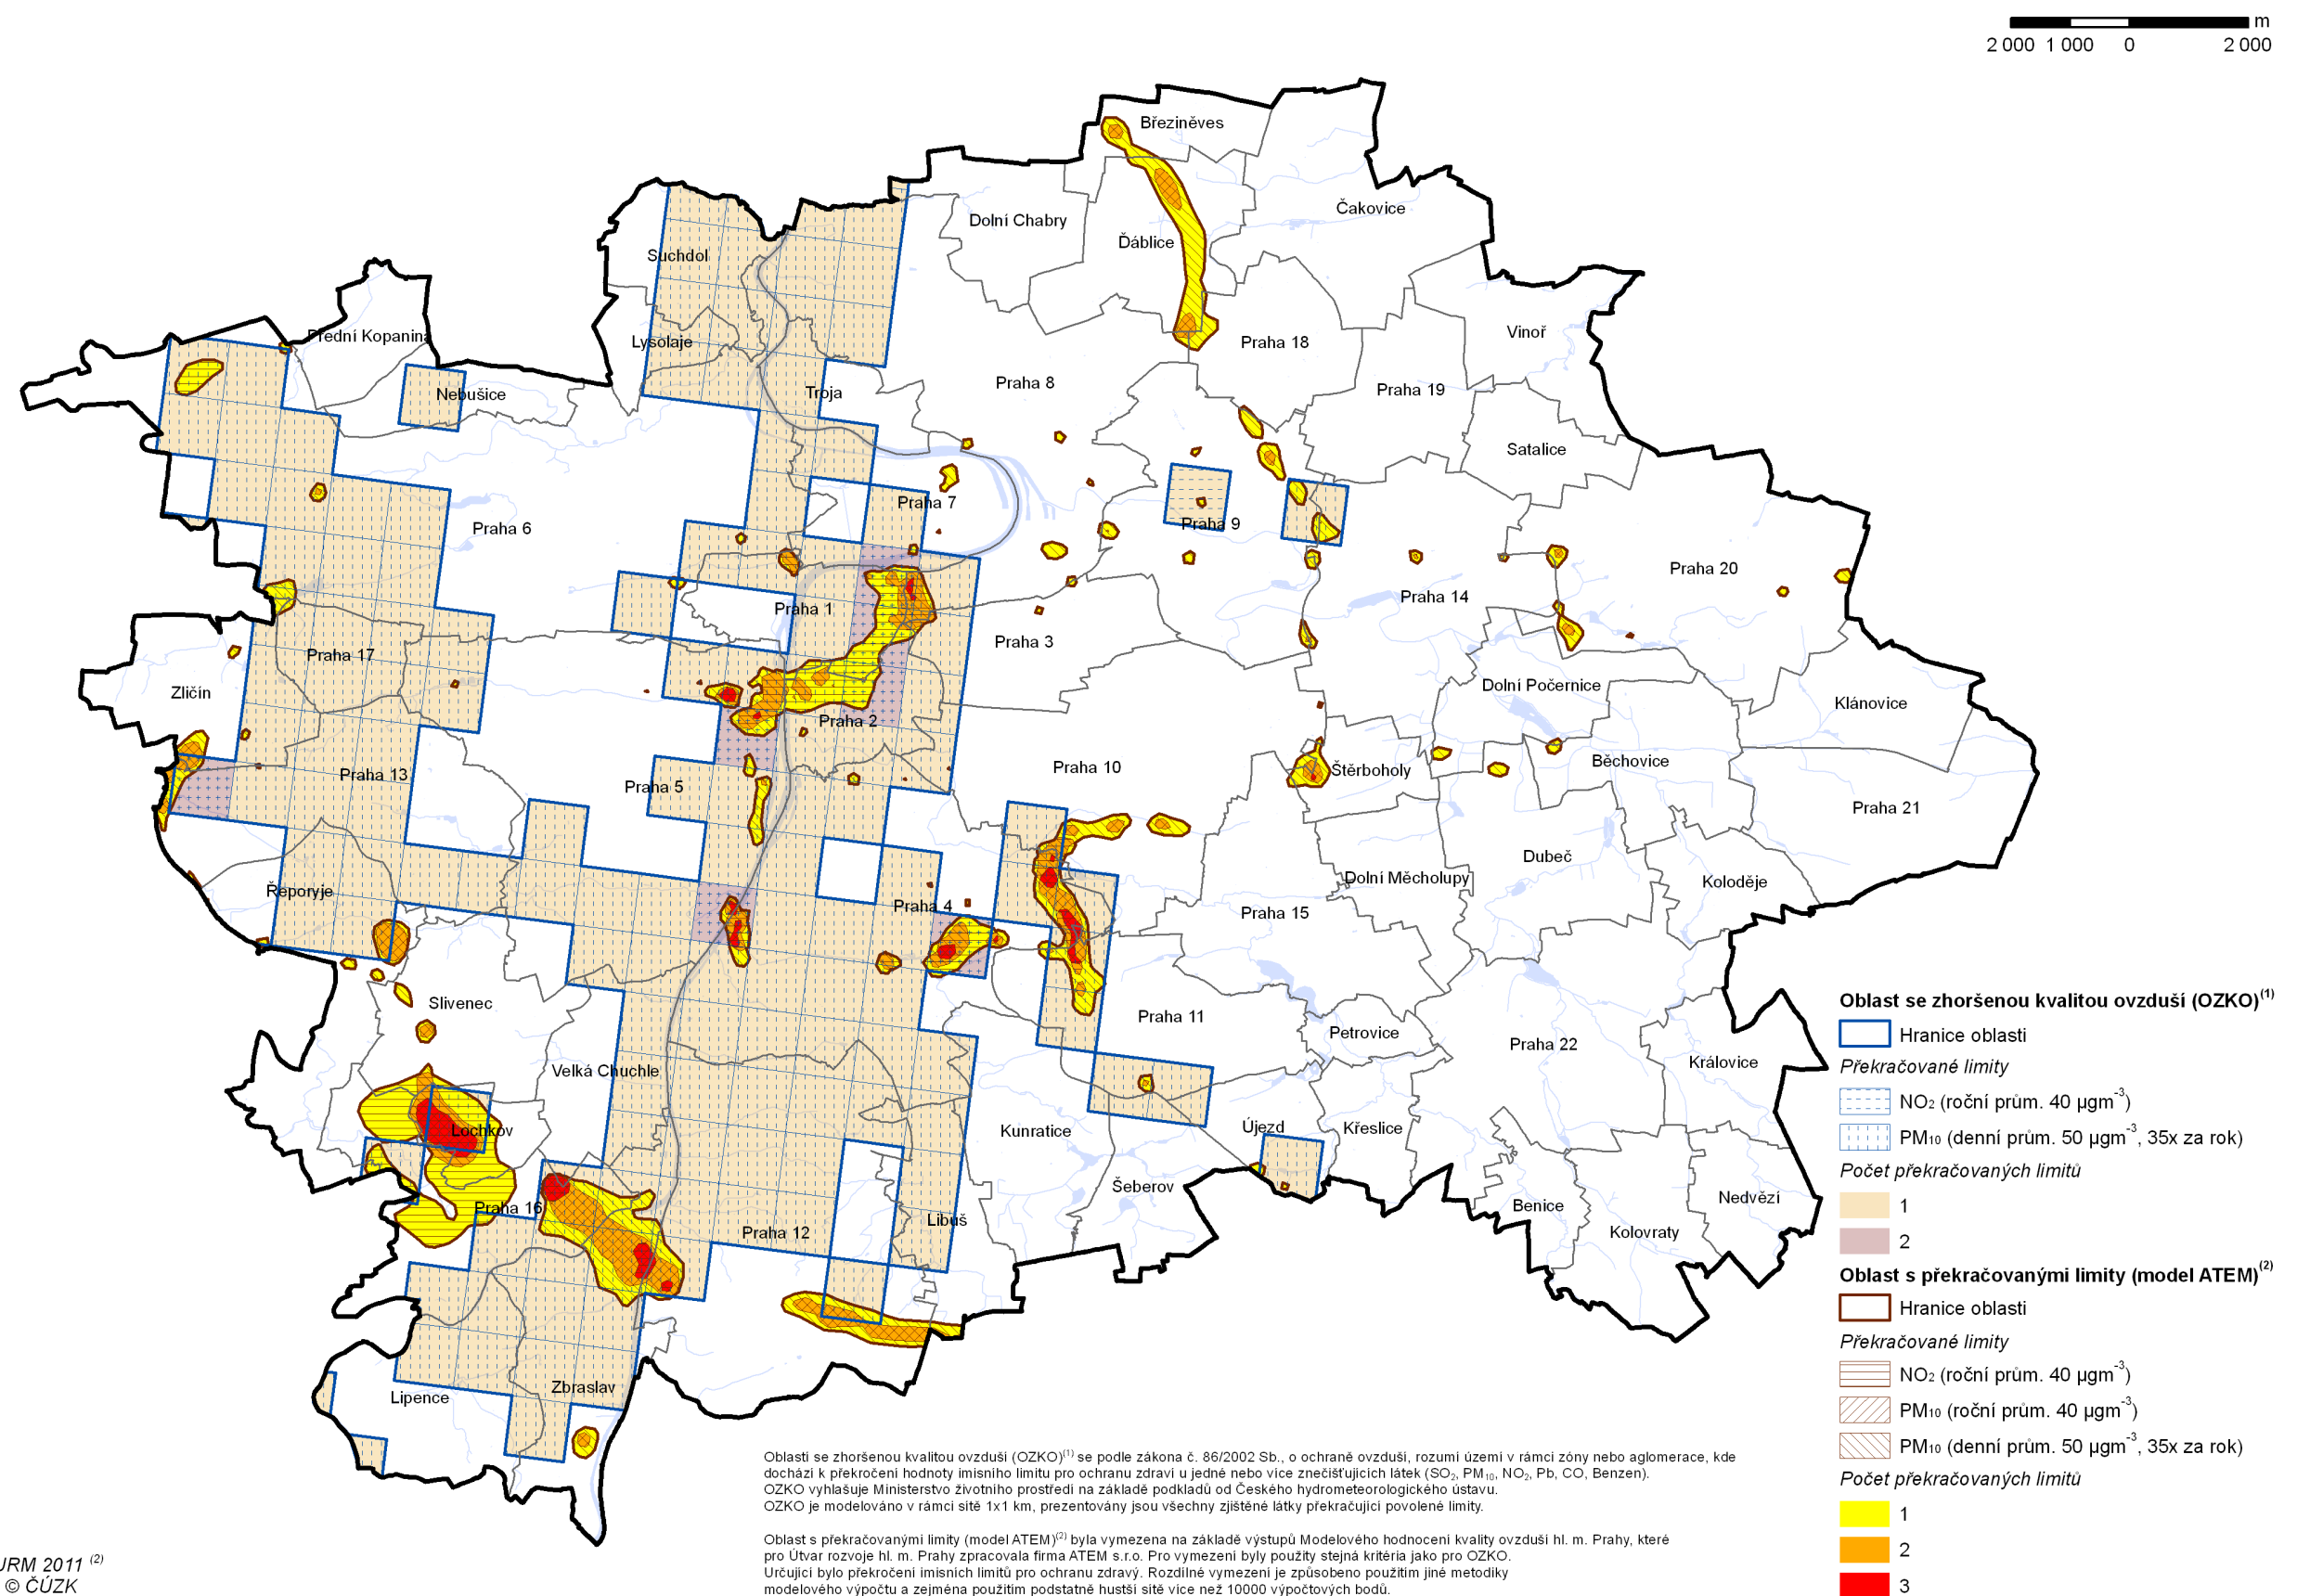 m
2 000 1 000 0 2 000
Březiněves
Dolní Chabry
Čakovice
Ďáblice
Suchdol
Přední Kopanina
Lysolaje
Praha 18
Vinoř
Nebušice
Troja
Praha 8
Praha 19
Satalice
Praha 6
Praha 7
Praha 9
Praha 20
Praha 1
Praha 14
Praha 3
Praha 17
Zličín
Dolní Počernice
Klánovice
Praha 2
Praha 13
Praha 5
Praha 10
Štěrboholy
Běchovice
Praha 21
Dubeč
Řeporyje
Dolní Měcholupy
Koloděje
Praha 4
Praha 15
Slivenec
Praha 11
Petrovice
Praha 22
Královice
Velká Chuchle
Lochkov
Kunratice
Újezd
Křeslice
Šeberov
Nedvězí
Praha 16
Praha 12
Libuš
Benice
Kolovraty
Lipence
Zbraslav
Oblast se zhoršenou kvalitou ovzduší (OZKO)(1)
Hranice oblasti
Překračované limity
NO2 (roční prům. 40 µgm-3)
PM10 (denní prům. 50 µgm-3, 35x za rok)
Počet překračovaných limitů
1
2
Oblast s překračovanými limity (model ATEM)(2)
Hranice oblasti
Překračované limity
NO2 (roční prům. 40 µgm-3)
PM10 (roční prům. 40 µgm-3)
PM10 (denní prům. 50 µgm-3, 35x za rok)
Počet překračovaných limitů
1
2
3
Oblasti se zhoršenou kvalitou ovzduší (OZKO)(1) se podle zákona č. 86/2002 Sb., o ochraně ovzduší, rozumí území v rámci zóny nebo aglomerace, kde
dochází k překročení hodnoty imisního limitu pro ochranu zdraví u jedné nebo více znečišťujících látek (SO2, PM10, NO2, Pb, CO, Benzen).
OZKO vyhlašuje Ministerstvo životního prostředí na základě podkladů od Českého hydrometeorologického ústavu.
OZKO je modelováno v rámci sítě 1x1 km, prezentovány jsou všechny zjištěné látky překračující povolené limity.
Oblast s překračovanými limity (model ATEM)(2) byla vymezena na základě výstupů Modelového hodnocení kvality ovzduší hl. m. Prahy, které
pro Útvar rozvoje hl. m. Prahy zpracovala firma ATEM s.r.o. Pro vymezení byly použity stejná kritéria jako pro OZKO.
Určující bylo překročení imisních limitů pro ochranu zdravý. Rozdílné vymezení je způsobeno použitím jiné metodiky
modelového výpočtu a zejména použitím podstatně hustší sítě více než 10000 výpočtových bodů.
URM 2011 (2)
© ČÚZK